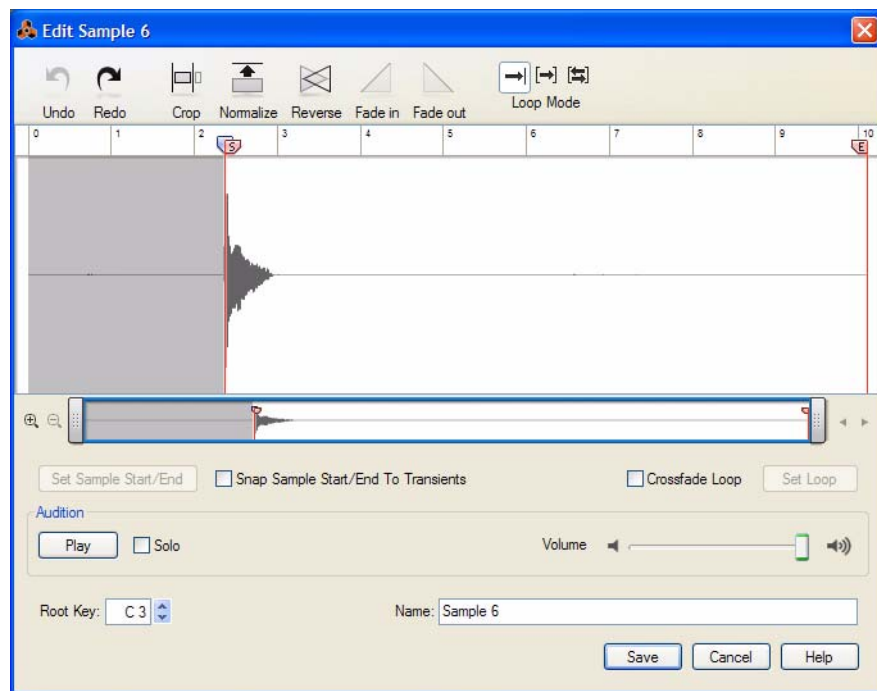 Edit Sample 6
Undo Redo Crop Normalize Reverse Fade in Fade out Loop Mode
0 1 2 3 4 5 6 7 8 9 10
S E
Set Sample Start/End Snap Sample Start/End To Transients Crossfade Loop Set Loop
Audition
Play Solo Volume
Root Key: C 3 Name: Sample 6
Save Cancel Help